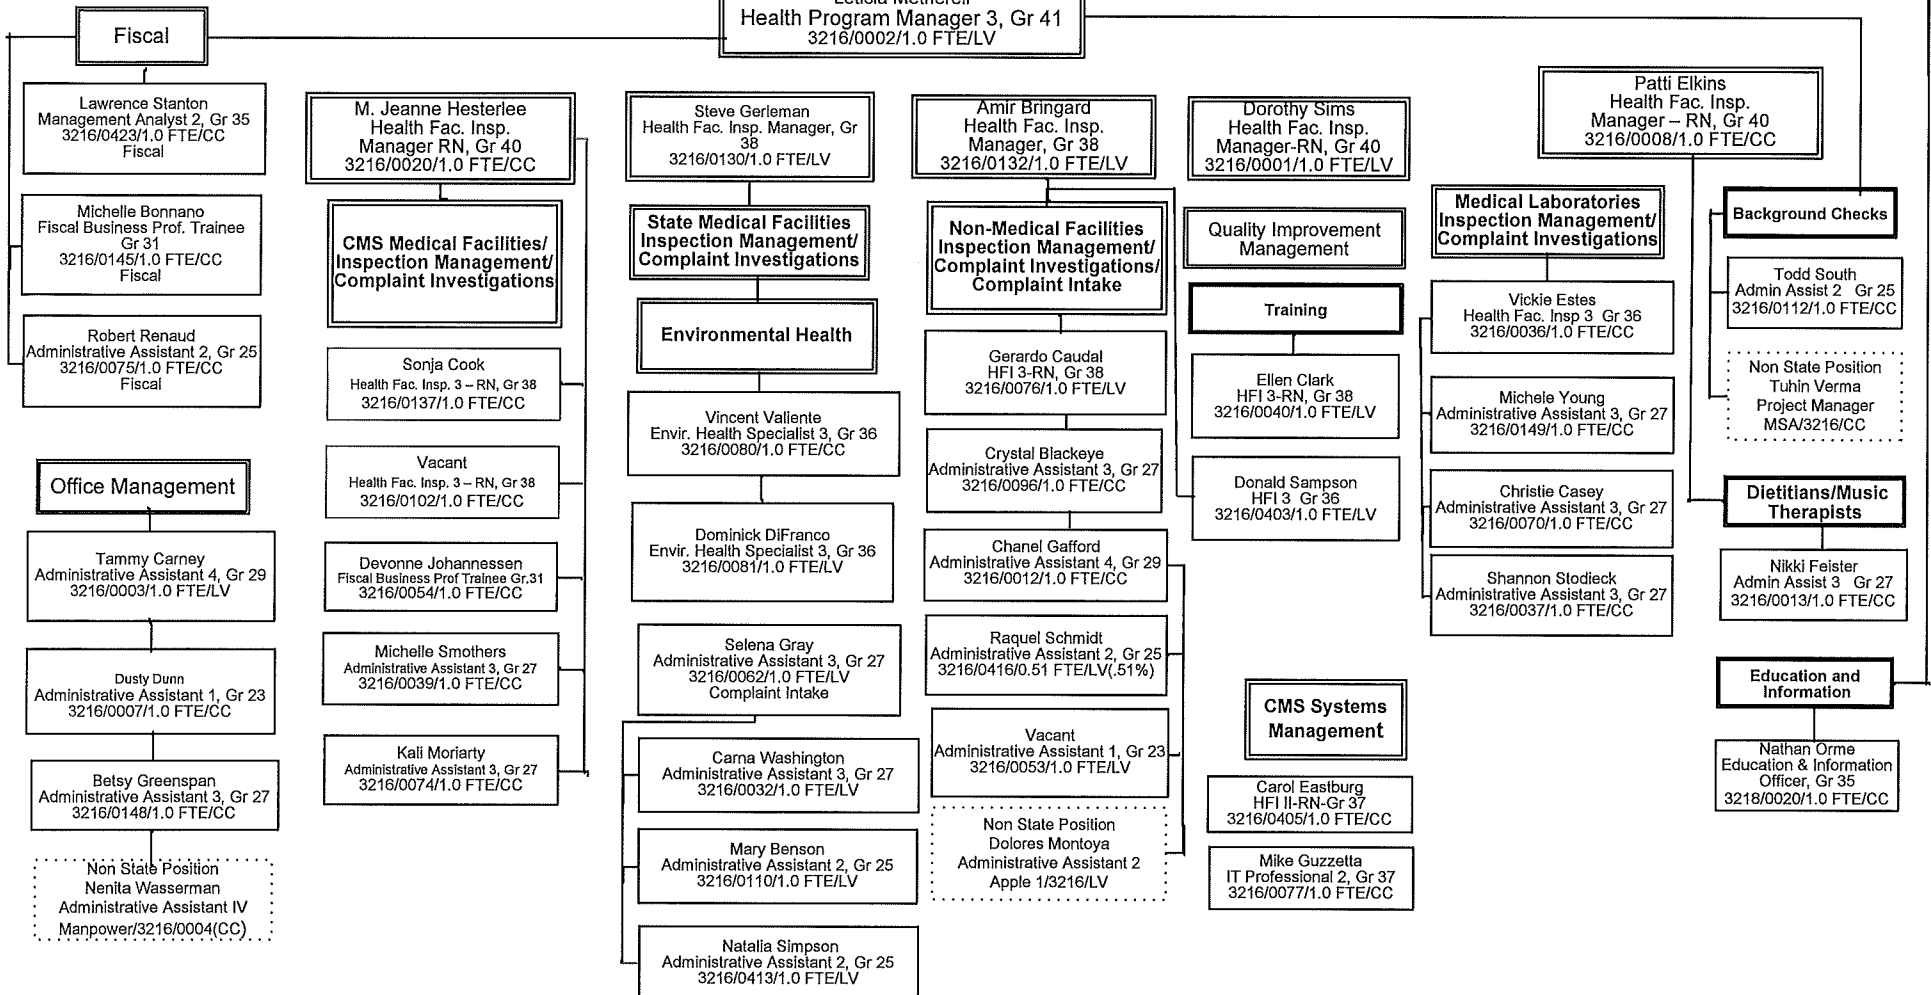 Leticia Metherell
Health Program Manager 3, Gr 41
3216/0002/1.0 FTE/LV
Fiscal
Lawrence Stanton
Management Analyst 2, Gr 35
3216/0423/1.0 FTE/CC
Fiscal
Michelle Bonnano
Fiscal Business Prof. Trainee
Gr 31
3216/0145/1.0 FTE/CC
Fiscal
Robert Renaud
Administrative Assistant 2, Gr 25
3216/0075/1.0 FTE/CC
Fiscal
Office Management
Tammy Carney
Administrative Assistant 4, Gr 29
3216/0003/1.0 FTE/LV
Dusty Dunn
Administrative Assistant 1, Gr 23
3216/0007/1.0 FTE/CC
Betsy Greenspan
Administrative Assistant 3, Gr 27
3216/0148/1.0 FTE/CC
Non State Position
Nenita Wasserman
Administrative Assistant IV
Manpower/3216/0004(CC)
M. Jeanne Hesterlee
Health Fac. Insp.
Manager RN, Gr 40
3216/0020/1.0 FTE/CC
CMS Medical Facilities/
Inspection Management/
Complaint Investigations
Sonja Cook
Health Fac. Insp. 3 – RN, Gr 38
3216/0137/1.0 FTE/CC
Vacant
Health Fac. Insp. 3 – RN, Gr 38
3216/0102/1.0 FTE/CC
Devonne Johannessen
Fiscal Business Prof Trainee Gr.31
3216/0054/1.0 FTE/CC
Michelle Smothers
Administrative Assistant 3, Gr 27
3216/0039/1.0 FTE/CC
Kali Moriarty
Administrative Assistant 3, Gr 27
3216/0074/1.0 FTE/CC
Steve Gerleman
Health Fac. Insp. Manager, Gr
38
3216/0130/1.0 FTE/LV
State Medical Facilities
Inspection Management/
Complaint Investigations
Environmental Health
Vincent Valiente
Envir. Health Specialist 3, Gr 36
3216/0080/1.0 FTE/CC
Dominick DiFranco
Envir. Health Specialist 3, Gr 36
3216/0081/1.0 FTE/LV
Selena Gray
Administrative Assistant 3, Gr 27
3216/0062/1.0 FTE/LV
Complaint Intake
Carna Washington
Administrative Assistant 3, Gr 27
3216/0032/1.0 FTE/LV
Mary Benson
Administrative Assistant 2, Gr 25
3216/0110/1.0 FTE/LV
Natalia Simpson
Administrative Assistant 2, Gr 25
3216/0413/1.0 FTE/LV
Amir Bringard
Health Fac. Insp.
Manager, Gr 38
3216/0132/1.0 FTE/LV
Non-Medical Facilities
Inspection Management/
Complaint Investigations/
Complaint Intake
Gerardo Caudal
HFI 3-RN, Gr 38
3216/0076/1.0 FTE/LV
Crystal Blackeye
Administrative Assistant 3, Gr 27
3216/0096/1.0 FTE/CC
Chanel Gafford
Administrative Assistant 4, Gr 29
3216/0012/1.0 FTE/CC
Raquel Schmidt
Administrative Assistant 2, Gr 25
3216/0416/0.51 FTE/LV(.51%)
Vacant
Administrative Assistant 1, Gr 23
3216/0053/1.0 FTE/LV
Non State Position
Dolores Montoya
Administrative Assistant 2
Apple 1/3216/LV
Dorothy Sims
Health Fac. Insp.
Manager-RN, Gr 40
3216/0001/1.0 FTE/LV
Quality Improvement
Management
Training
Ellen Clark
HFI 3-RN, Gr 38
3216/0040/1.0 FTE/LV
Donald Sampson
HFI 3 Gr 36
3216/0403/1.0 FTE/LV
CMS Systems
Management
Carol Eastburg
HFI II-RN-Gr 37
3216/0405/1.0 FTE/CC
Mike Guzzetta
IT Professional 2, Gr 37
3216/0077/1.0 FTE/CC
Patti Elkins
Health Fac. Insp.
Manager – RN, Gr 40
3216/0008/1.0 FTE/CC
Medical Laboratories
Inspection Management/
Complaint Investigations
Vickie Estes
Health Fac. Insp 3 Gr 36
3216/0036/1.0 FTE/CC
Michele Young
Administrative Assistant 3, Gr 27
3216/0149/1.0 FTE/CC
Christie Casey
Administrative Assistant 3, Gr 27
3216/0070/1.0 FTE/CC
Shannon Stodieck
Administrative Assistant 3, Gr 27
3216/0037/1.0 FTE/CC
Background Checks
Todd South
Admin Assist 2 Gr 25
3216/0112/1.0 FTE/CC
Non State Position
Tuhin Verma
Project Manager
MSA/3216/CC
Dietitians/Music
Therapists
Nikki Feister
Admin Assist 3 Gr 27
3216/0013/1.0 FTE/CC
Education and
Information
Nathan Orme
Education & Information
Officer, Gr 35
3218/0020/1.0 FTE/CC